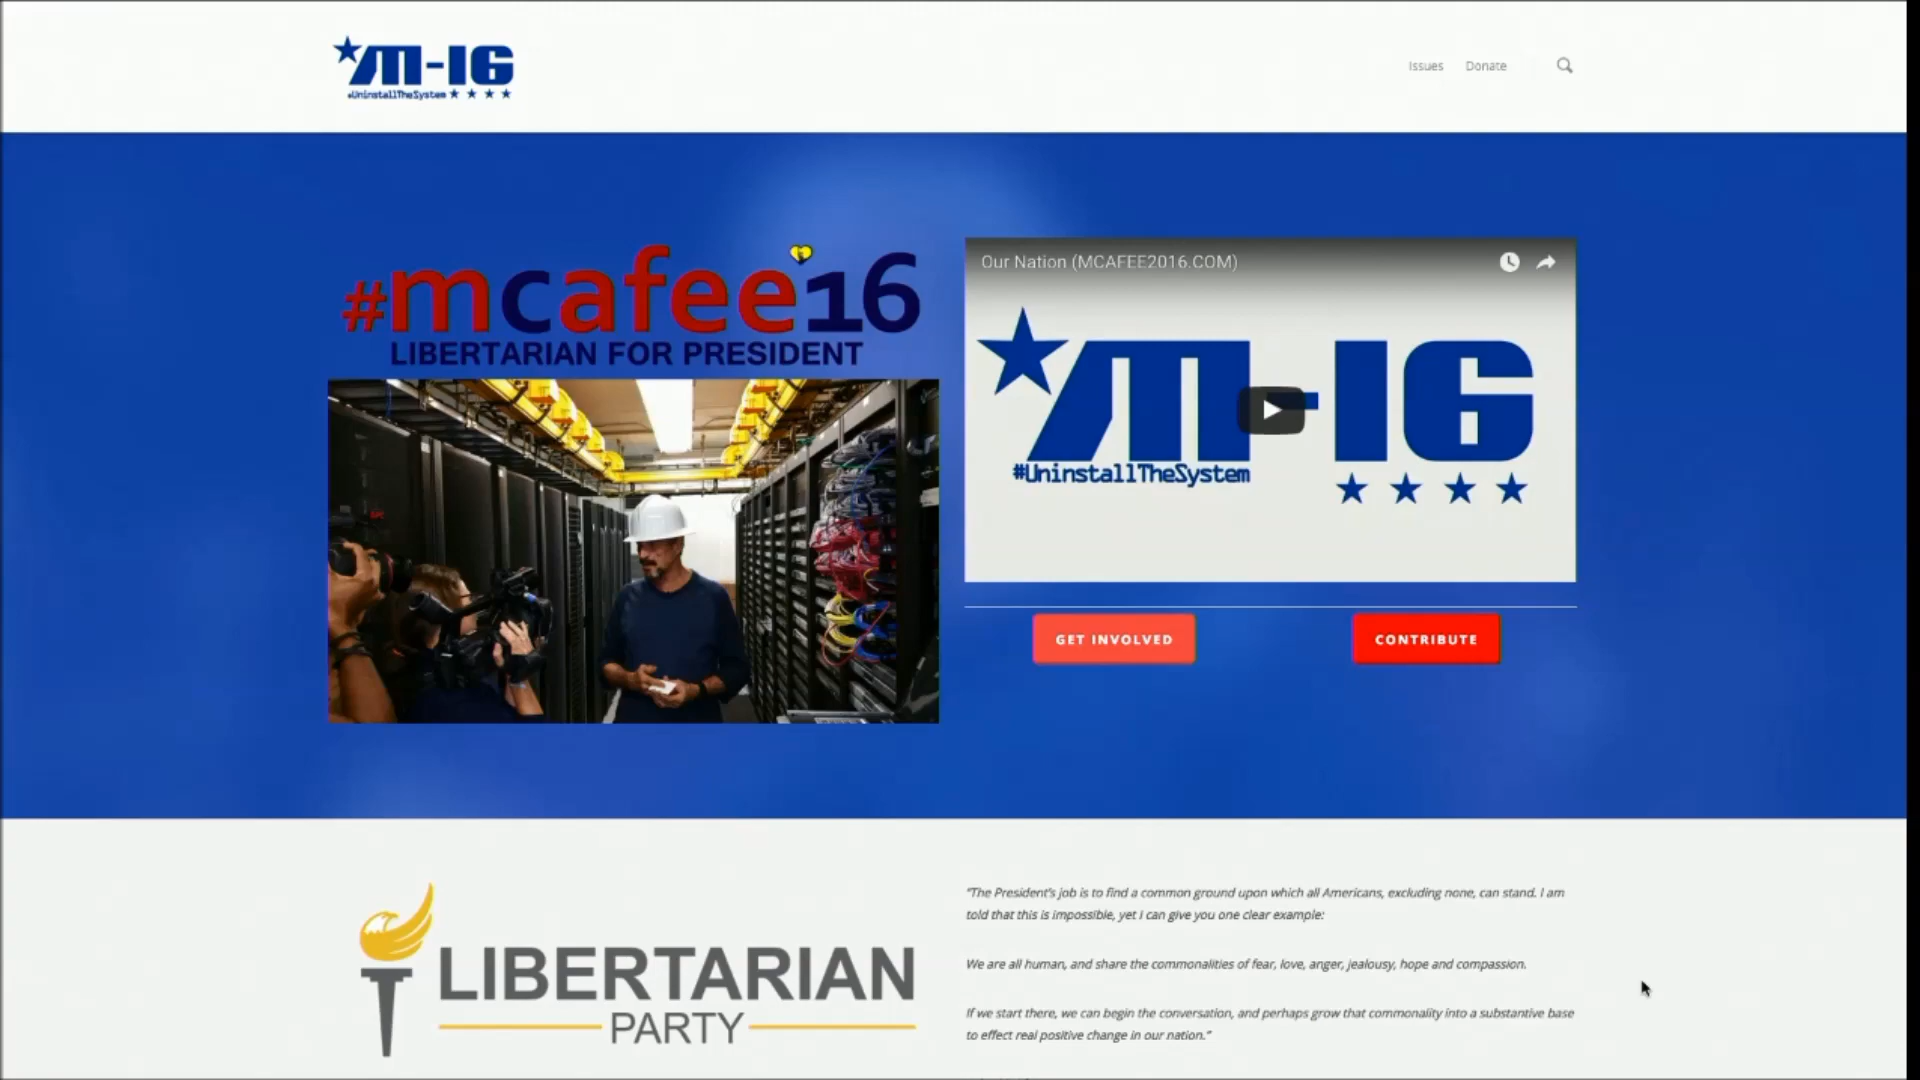 M-16
#UninstallTheSystem
Issues Donate
#mcafee16
LIBERTARIAN FOR PRESIDENT
Our Nation (MCAFEE2016.COM)
M-16
#UninstallTheSystem
GET INVOLVED CONTRIBUTE
LIBERTARIAN
PARTY
"The President's job is to find a common ground upon which all Americans, excluding none, can stand. I am
told that this is impossible, yet I can give you one clear example:
We are all human, and share the commonalities of fear, love, anger, jealousy, hope and compassion.
If we start there, we can begin the conversation, and perhaps grow that commonality into a substantive base
to effect real positive change in our nation."